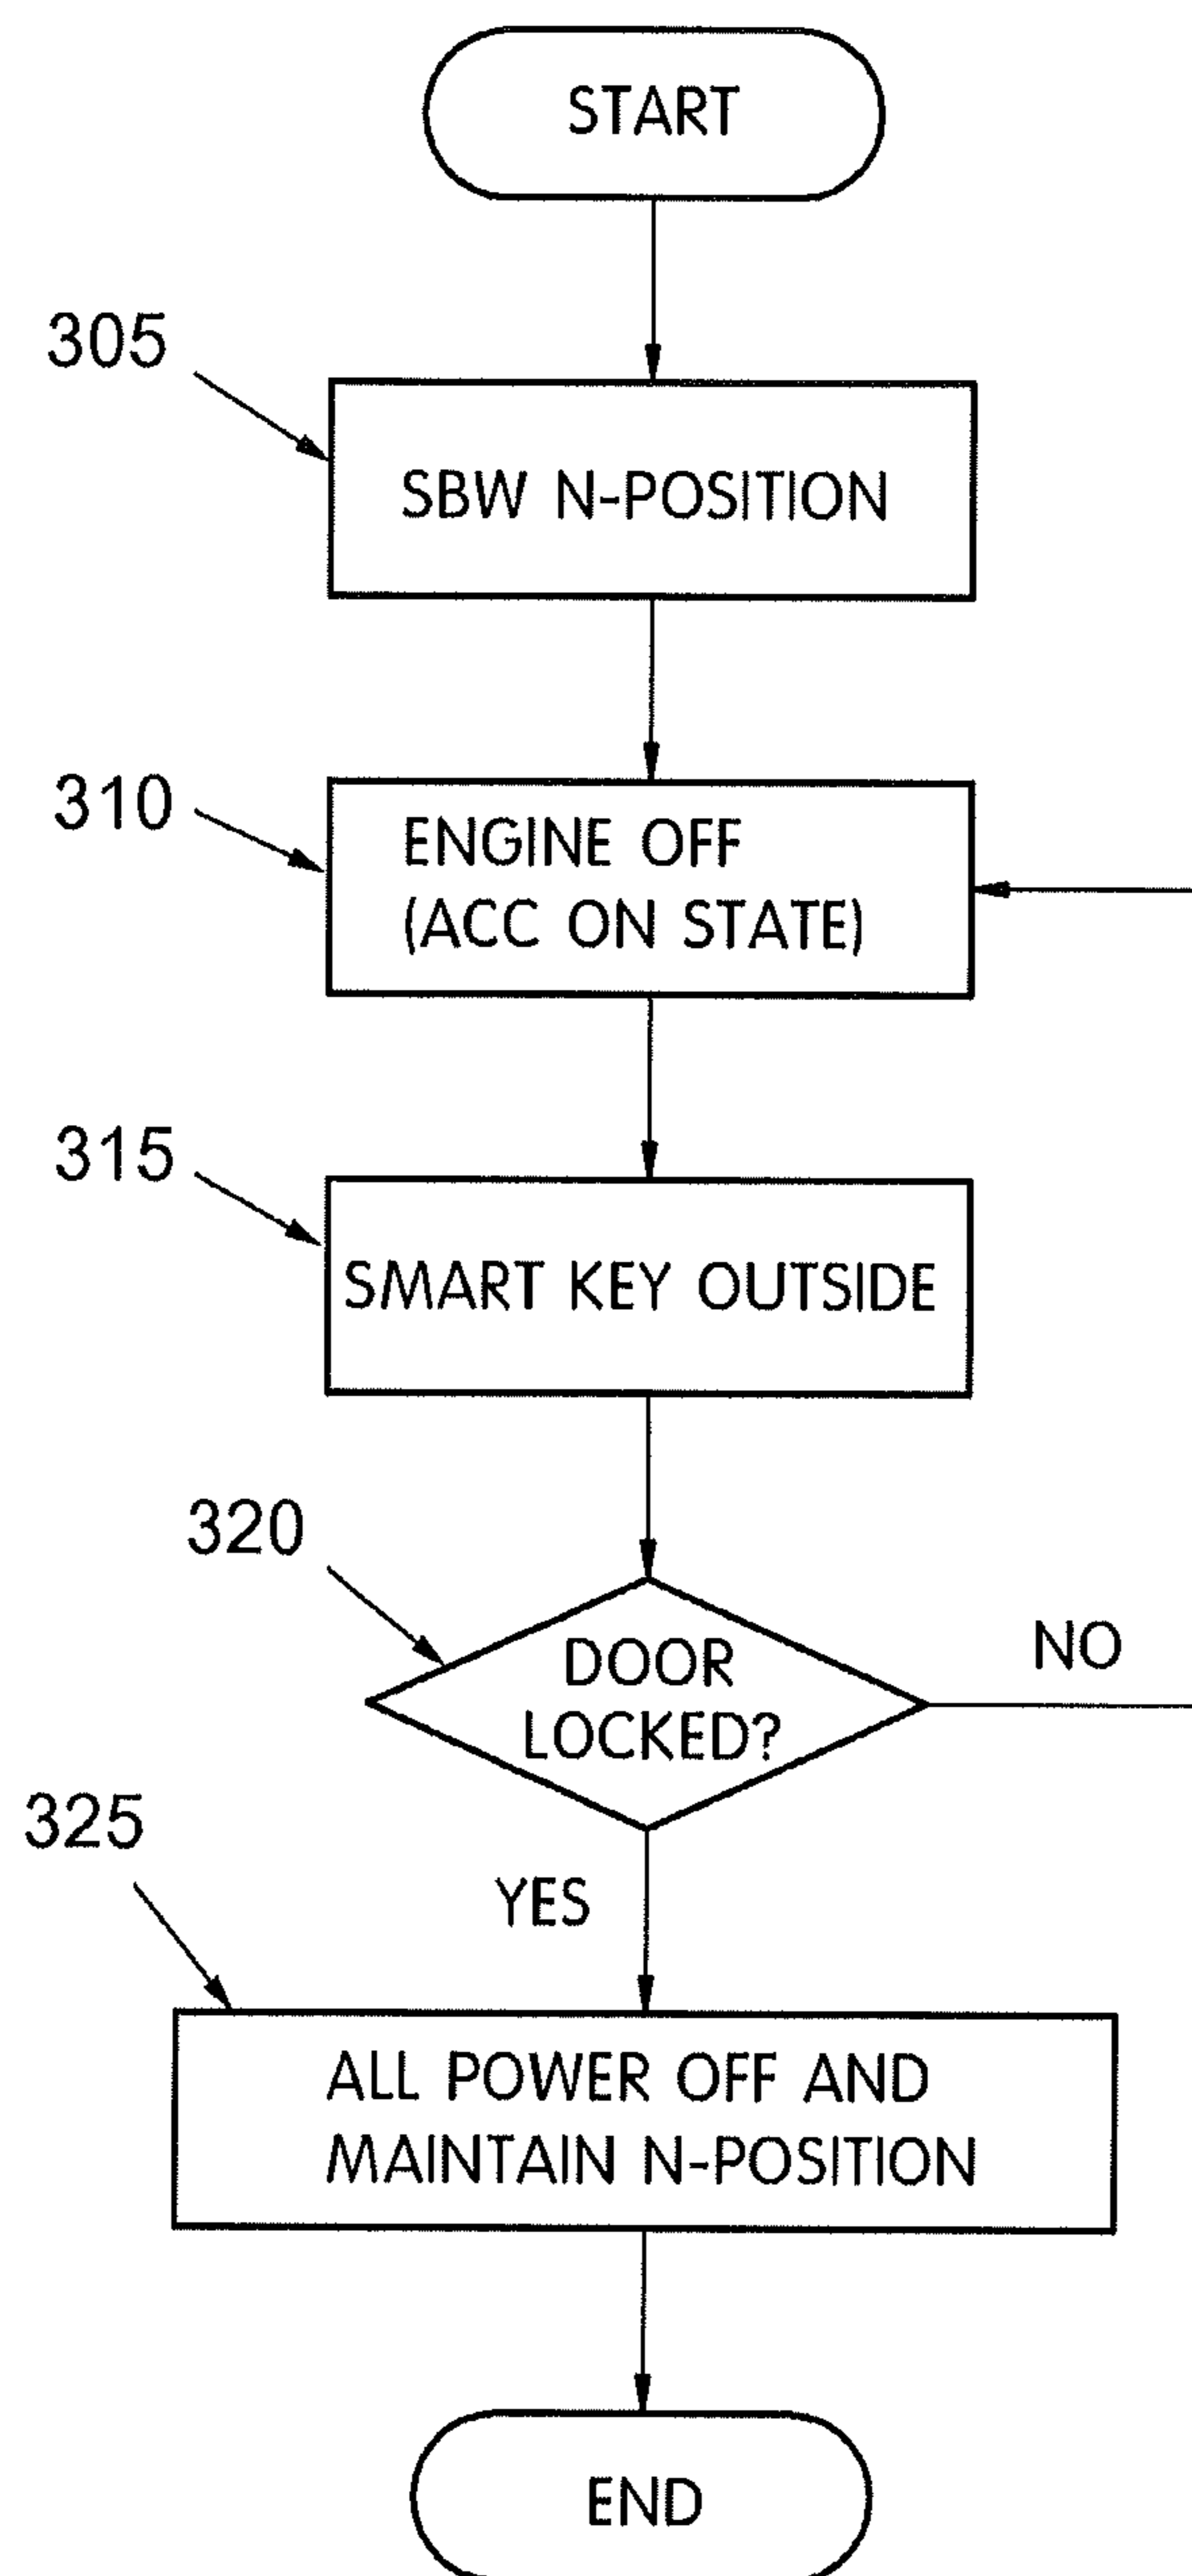 START
305
SBW N-POSITION
310
ENGINE OFF
(ACC ON STATE)
315
SMART KEY OUTSIDE
320
DOOR
LOCKED?
NO
325
YES
ALL POWER OFF AND
MAINTAIN N-POSITION
END